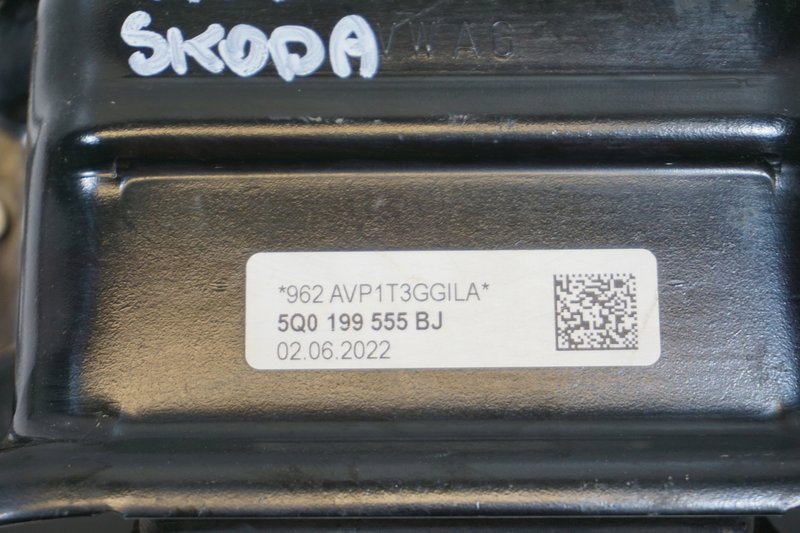 SKODA
VWAG
*962 AVP1T3GGILA*
5Q0 199 555 BJ
02.06.2022